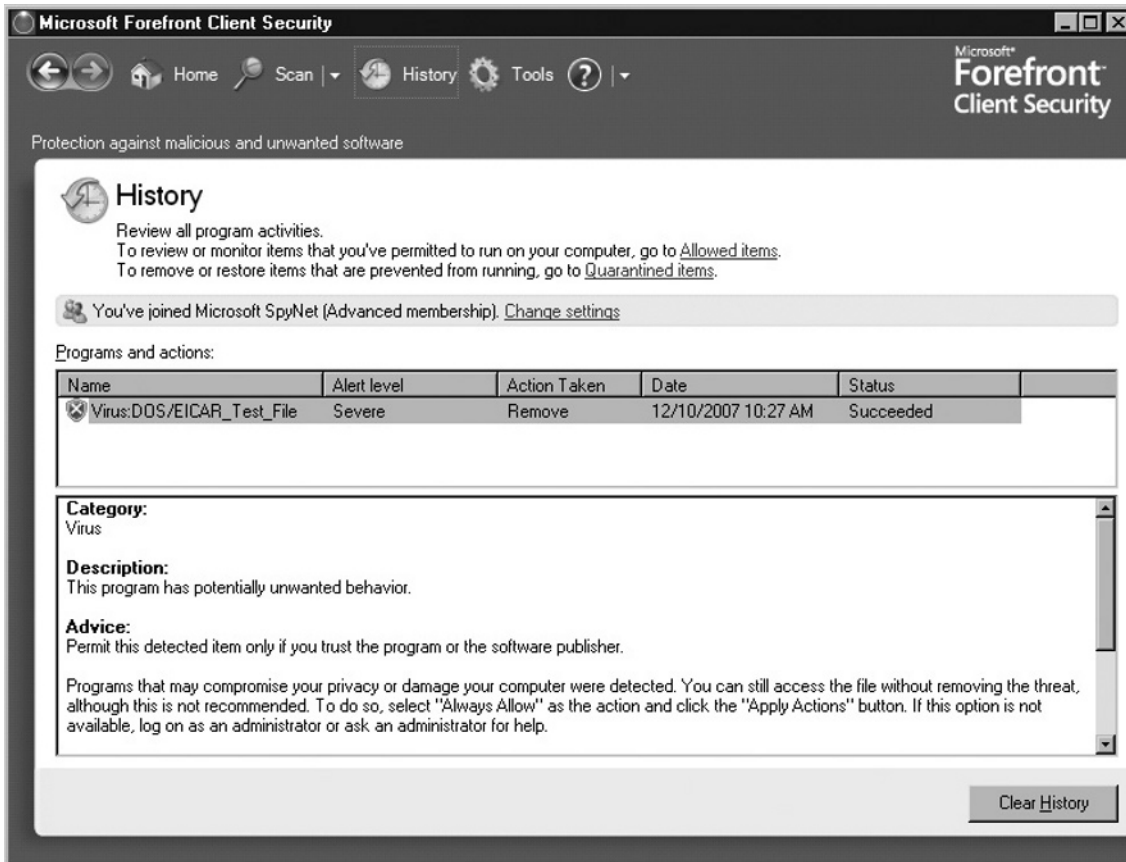 Microsoft Forefront Client Security
Home Scan History Tools ?
Microsoft®
Forefront™
Client Security
Protection against malicious and unwanted software
History
Review all program activities.
To review or monitor items that you've permitted to run on your computer, go to Allowed items.
To remove or restore items that are prevented from running, go to Quarantined items.
You've joined Microsoft SpyNet (Advanced membership). Change settings
Programs and actions:
Name Alert level Action Taken Date Status
Virus:DOS/EICAR_Test_File Severe Remove 12/10/2007 10:27 AM Succeeded
Category:
Virus
Description:
This program has potentially unwanted behavior.
Advice:
Permit this detected item only if you trust the program or the software publisher.
Programs that may compromise your privacy or damage your computer were detected. You can still access the file without removing the threat,
although this is not recommended. To do so, select "Always Allow" as the action and click the "Apply Actions" button. If this option is not
available, log on as an administrator or ask an administrator for help.
Clear History